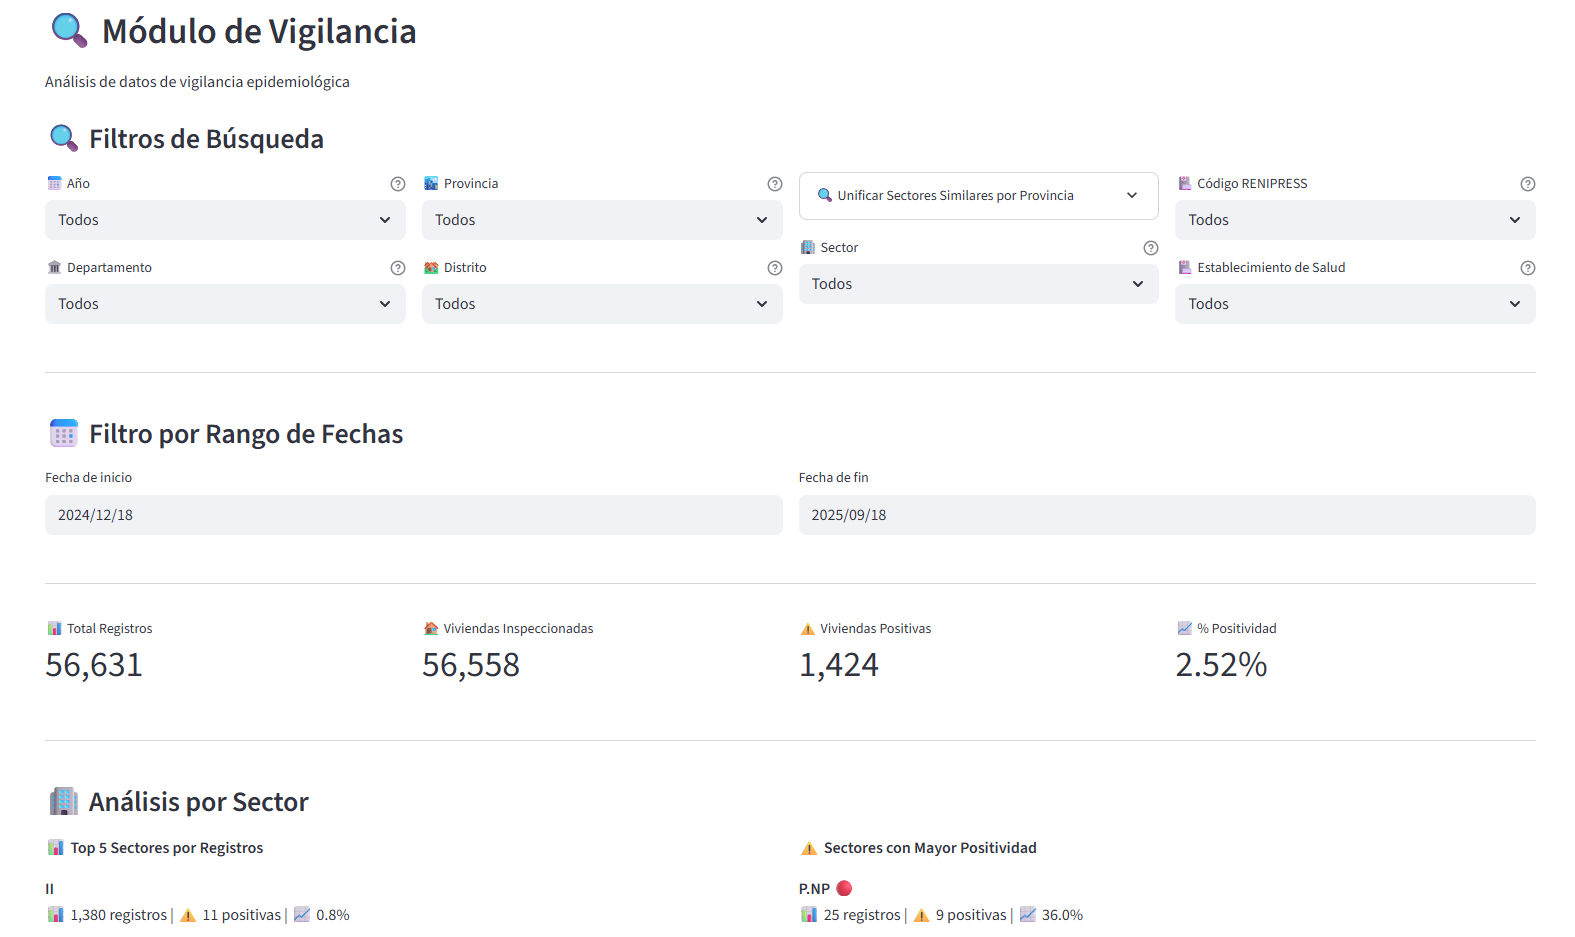 Módulo de Vigilancia
Análisis de datos de vigilancia epidemiológica
Filtros de Búsqueda
Año
Todos
Departamento
Todos
Provincia
Todos
Distrito
Todos
Unificar Sectores Similares por Provincia
Sector
Todos
Código RENIPRESS
Todos
Establecimiento de Salud
Todos
Filtro por Rango de Fechas
Fecha de inicio
2024/12/18
Fecha de fin
2025/09/18
Total Registros
56,631
Viviendas Inspeccionadas
56,558
Viviendas Positivas
1,424
% Positividad
2.52%
Análisis por Sector
Top 5 Sectores por Registros
II
1,380 registros | 11 positivas | 0.8%
Sectores con Mayor Positividad
P.NP
25 registros | 9 positivas | 36.0%